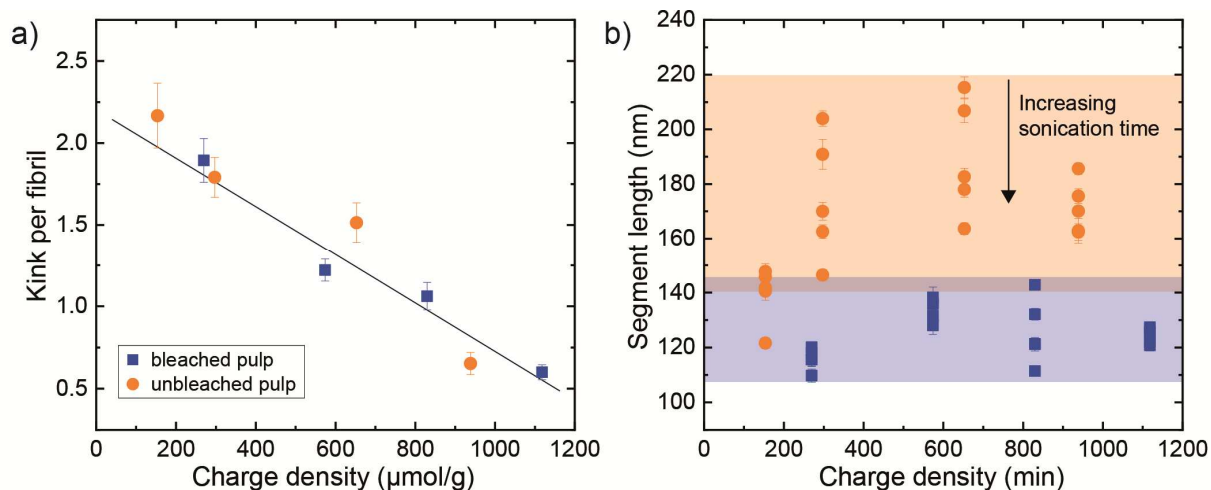 a)
Kink per fibril
2.5
2.0
1.5
1.0
0.5
bleached pulp
unbleached pulp
0 200 400 600 800 1000 1200
Charge density (µmol/g)
b)
Segment length (nm)
240
220
200
180
160
140
120
100
Increasing
sonication time
0 200 400 600 800 1000 1200
Charge density (min)